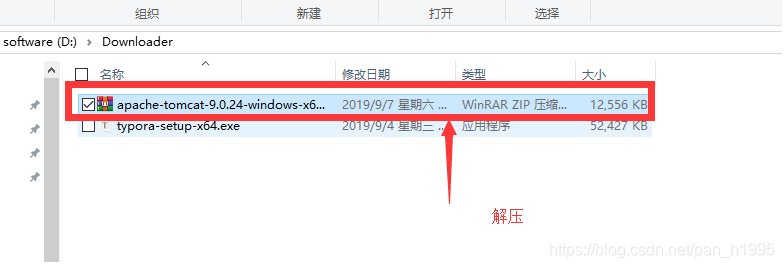 组织 新建 打开 选择
software (D:) > Downloader
名称 修改日期 类型 大小
apache-tomcat-9.0.24-windows-x6... 2019/9/7 星期六 ... WinRAR ZIP 压缩... 12,556 KB
typora-setup-x64.exe 2019/9/4 星期三 ... 应用程序 52,427 KB
解压
https://blog.csdn.net/pan_h1995